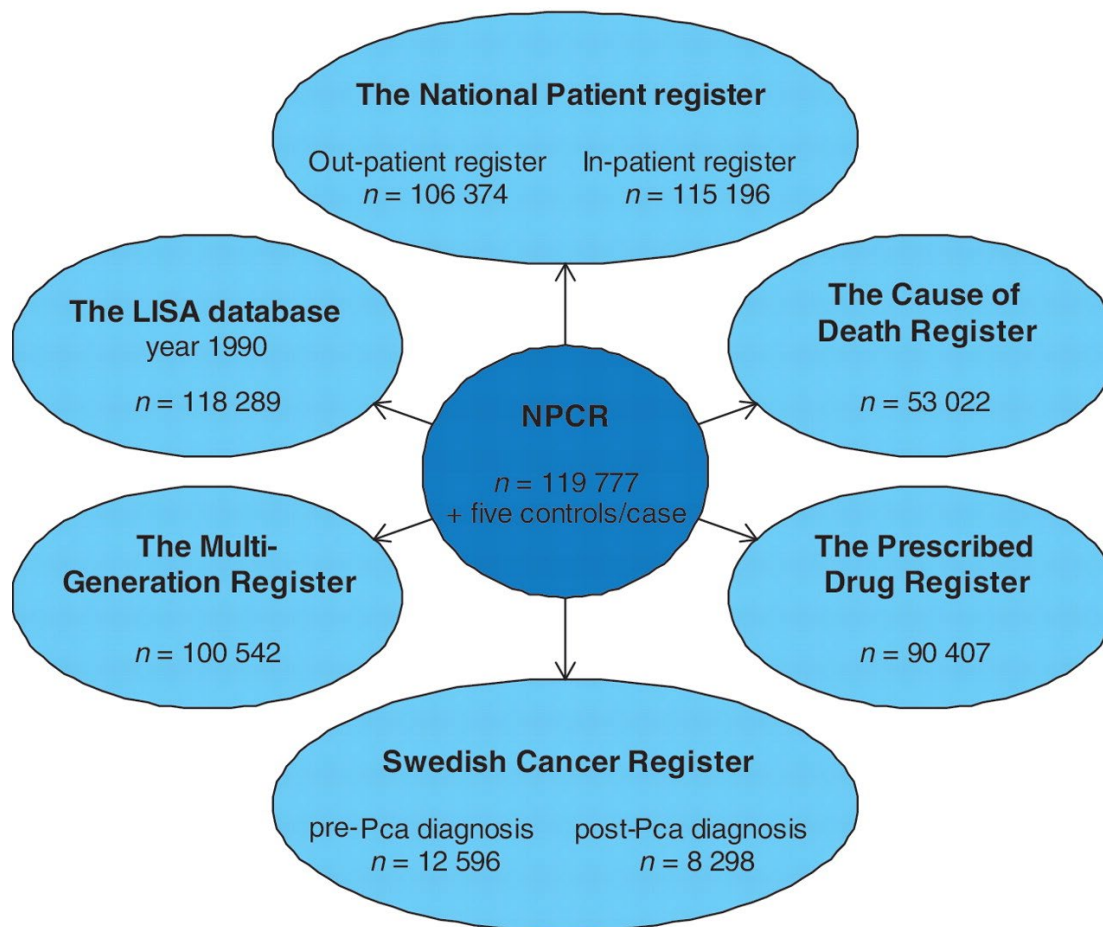 The National Patient register
Out-patient register
n = 106 374
In-patient register
n = 115 196
The LISA database
year 1990
n = 118 289
The Cause of
Death Register
n = 53 022
NPCR
n = 119 777
+ five controls/case
The Multi-
Generation Register
n = 100 542
The Prescribed
Drug Register
n = 90 407
Swedish Cancer Register
pre-Pca diagnosis
n = 12 596
post-Pca diagnosis
n = 8 298